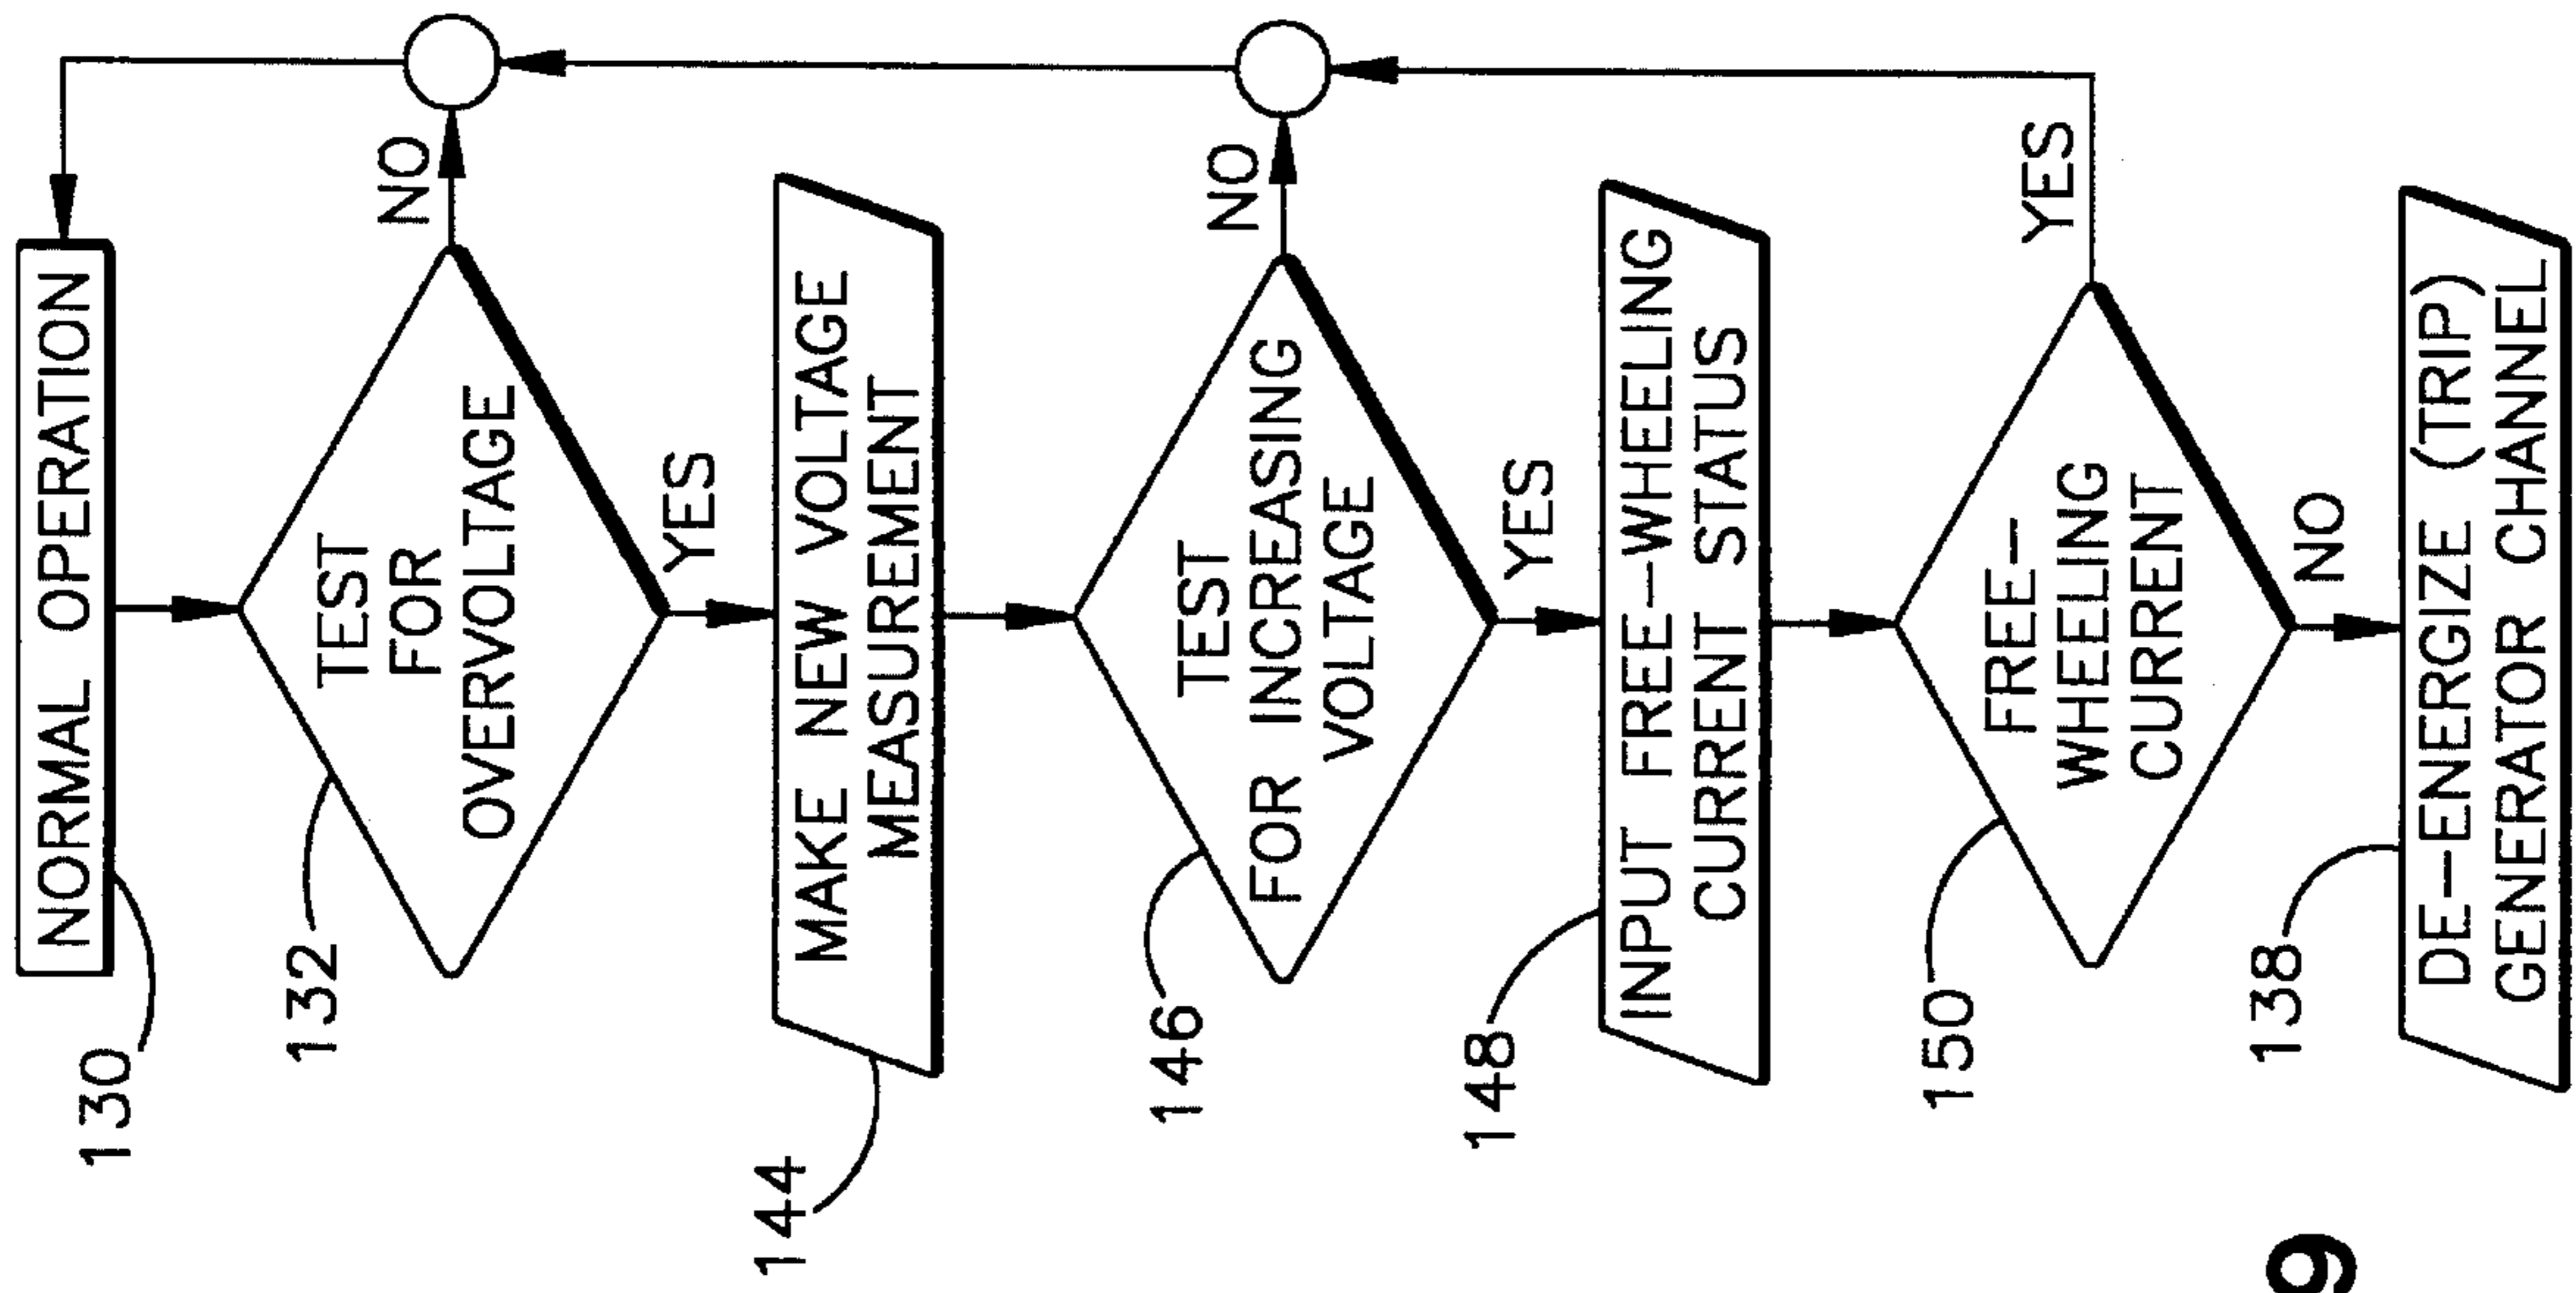 NORMAL OPERATION
130
TEST
FOR
OVERVOLTAGE
132
NO
YES
MAKE NEW VOLTAGE
MEASUREMENT
144
TEST
FOR INCREASING
VOLTAGE
146
NO
YES
INPUT FREE-WHEELING
CURRENT STATUS
148
FREE-
WHEELING
CURRENT
150
YES
NO
DE-ENERGIZE (TRIP)
GENERATOR CHANNEL
138
9